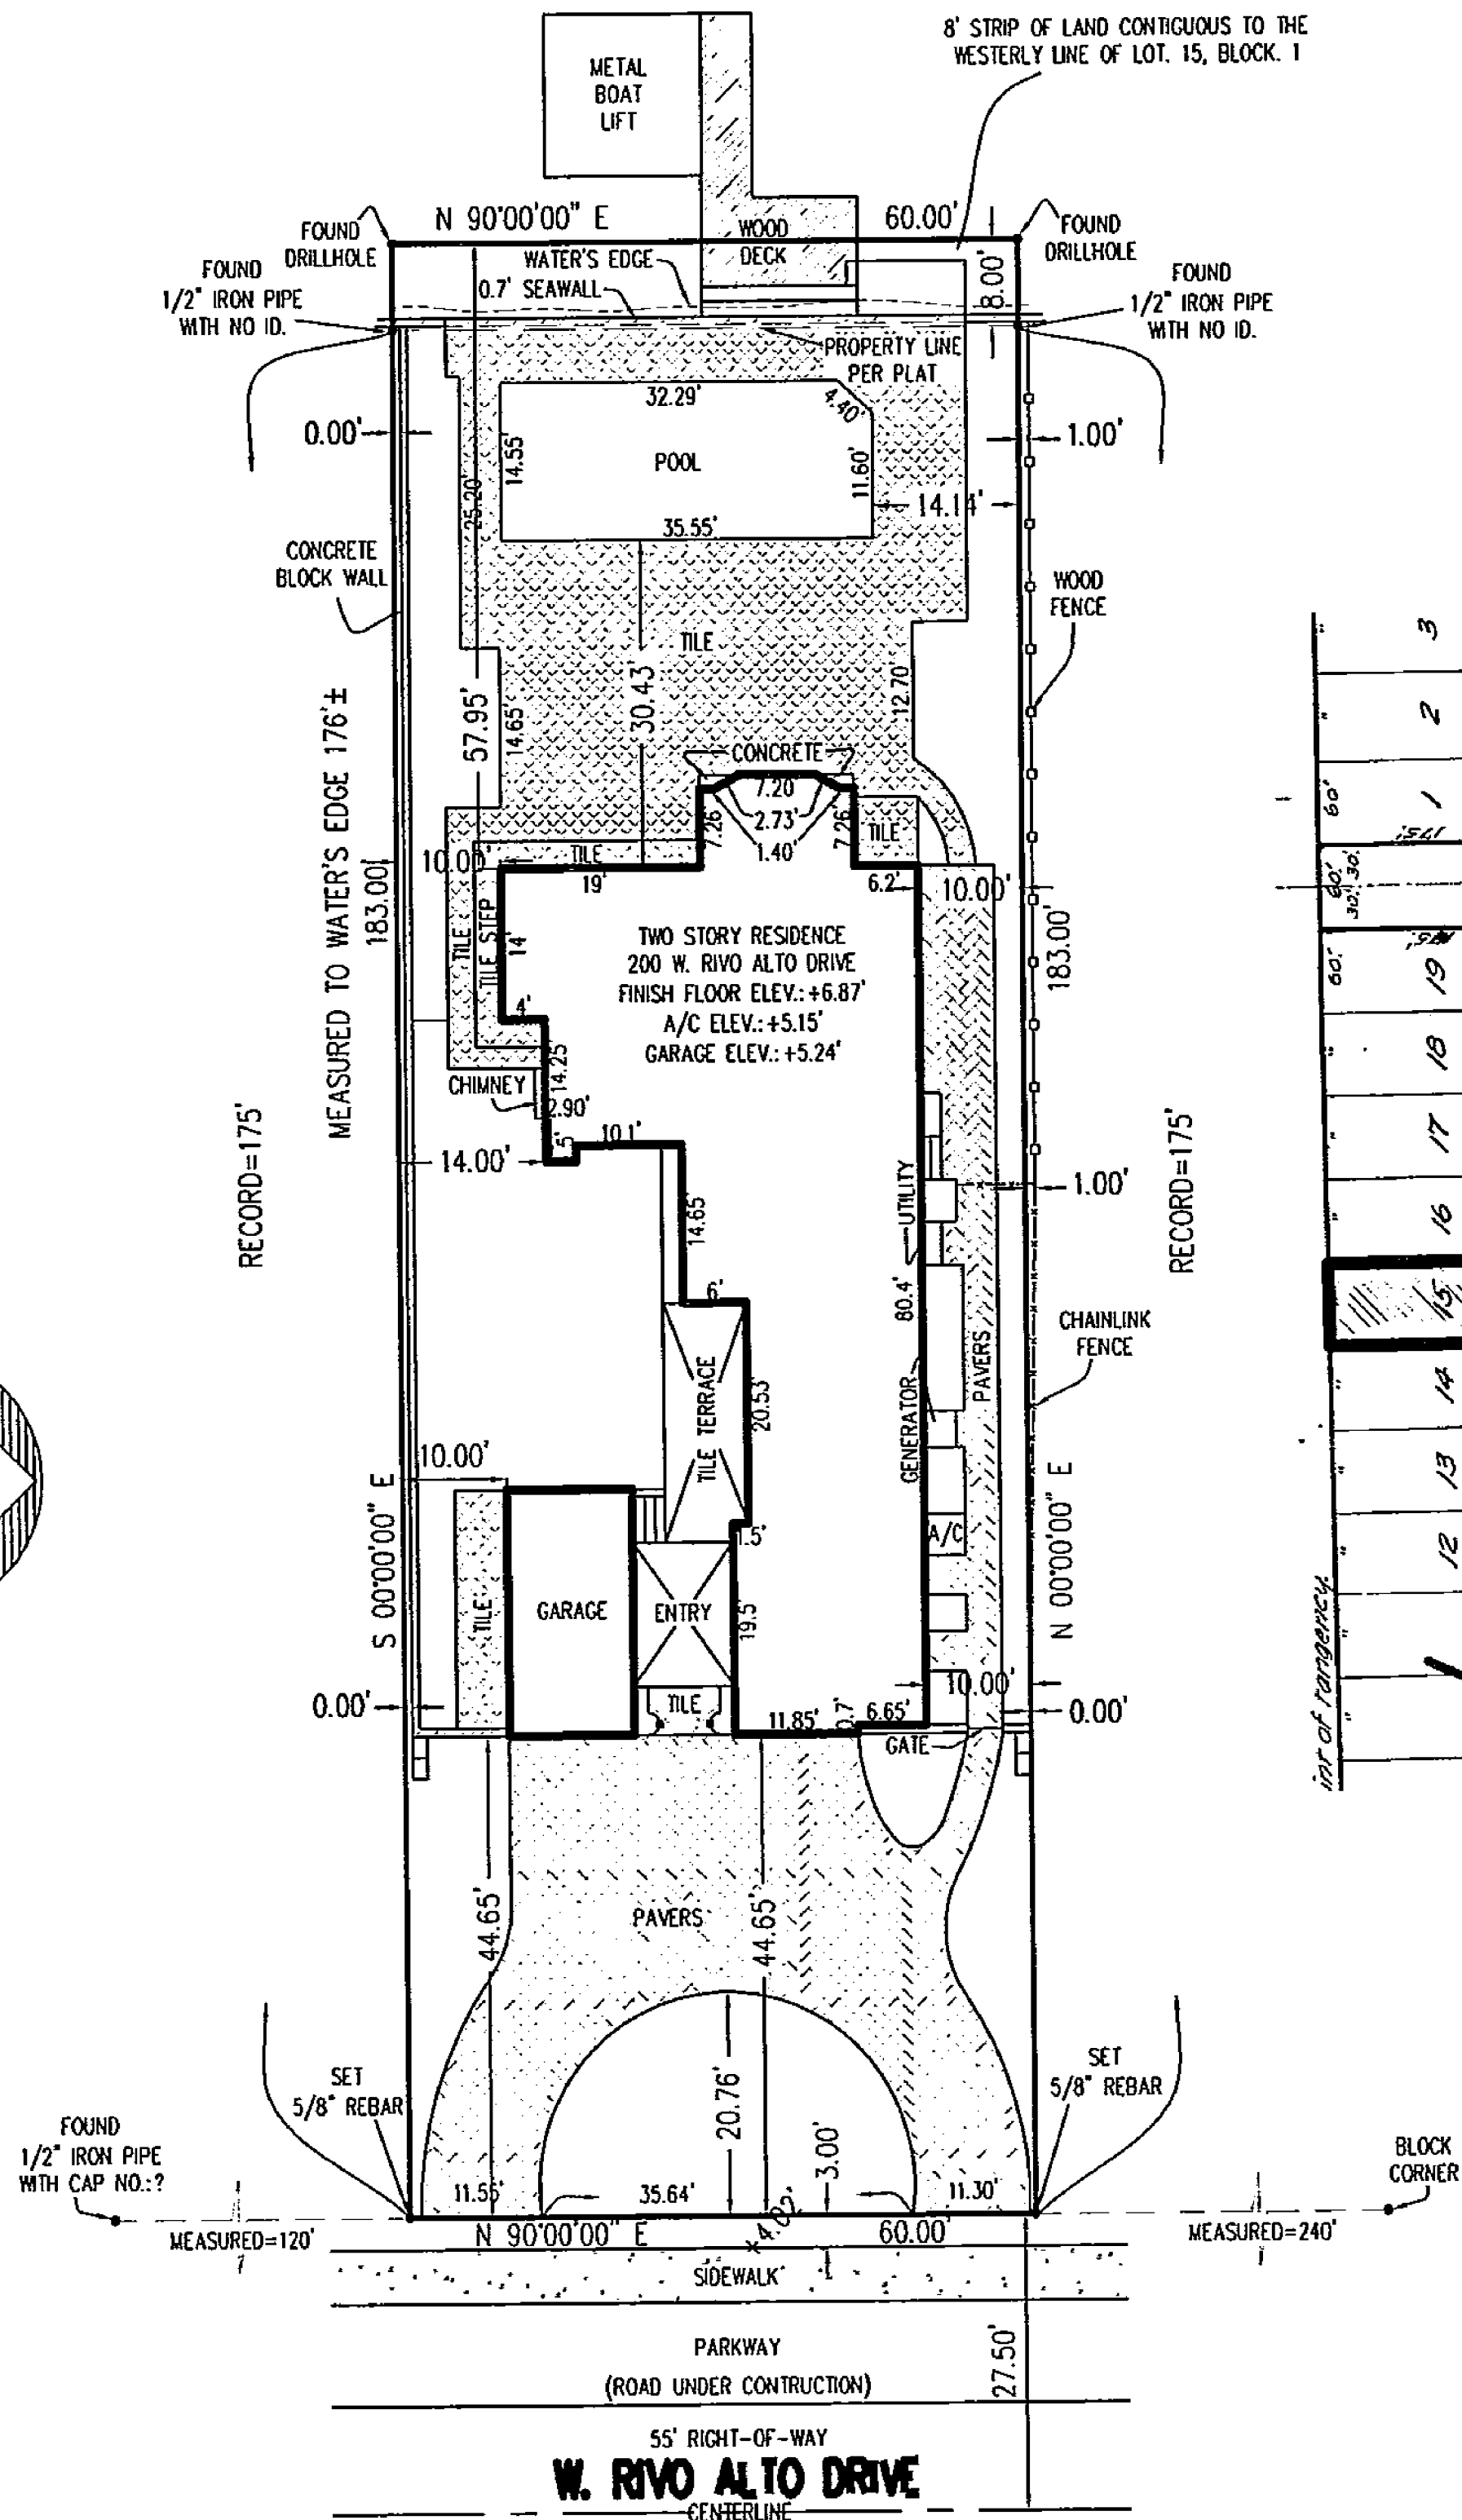 8' STRIP OF LAND CONTIGUOUS TO THE
WESTERLY LINE OF LOT. 15, BLOCK. 1
METAL
BOAT
LIFT
N 90°00'00" E
60.00'
WOOD
DECK
FOUND
DRILLHOLE
FOUND
DRILLHOLE
FOUND
1/2" IRON PIPE
WITH NO ID.
WATER'S EDGE
0.7' SEAWALL
8.00'
FOUND
1/2" IRON PIPE
WITH NO ID.
PROPERTY LINE
PER PLAT
32.29'
4.40'
0.00'
1.00'
14.55'
POOL
11.60'
25.20'
14.14'
35.55'
CONCRETE
BLOCK WALL
WOOD
FENCE
TILE
57.95'
14.65'
30.43'
12.70
MEASURED TO WATER'S EDGE 176'±
CONCRETE
7.20
7.26'
2.73'
7.26'
1.40'
TILE
TILE
10.00'
19'
6.2'
10.00'
183.00'
183.00'
TILE
TILE STEP
14'
TWO STORY RESIDENCE
200 W. RIVO ALTO DRIVE
FINISH FLOOR ELEV.: +6.87'
A/C ELEV.: +5.15'
GARAGE ELEV.: +5.24'
4'
14.25'
CHIMNEY
2.90'
.5'
10.1'
14.00'
RECORD=175'
RECORD=175'
UTILITY
1.00'
14.65
6'
80.4'
PAVERS
CHAINLINK
FENCE
TILE TERRACE
20.53'
GENERATOR
10.00'
S 00°00'00" E
N 00°00'00" E
1.5'
A/C
TILE
GARAGE
ENTRY
19.5'
0.00'
TILE
11.85'
0.7'
6.65'
10.00'
0.00'
GATE
44.65'
PAVERS
44.65'
20.76'
3.00'
SET
5/8" REBAR
SET
5/8" REBAR
FOUND
1/2" IRON PIPE
WITH CAP NO.:?
BLOCK
CORNER
11.55'
35.64'
11.30'
MEASURED=120'
N 90°00'00" E
4.02'
60.00'
MEASURED=240'
SIDEWALK
PARKWAY
(ROAD UNDER CONTRUCTION)
27.50'
55' RIGHT-OF-WAY
W. RIVO ALTO DRIVE
CENTERLINE
3
2
60'
1
175'
60'
30' 30'
60'
19
18
17
16
15
14
13
12
int of tangency.